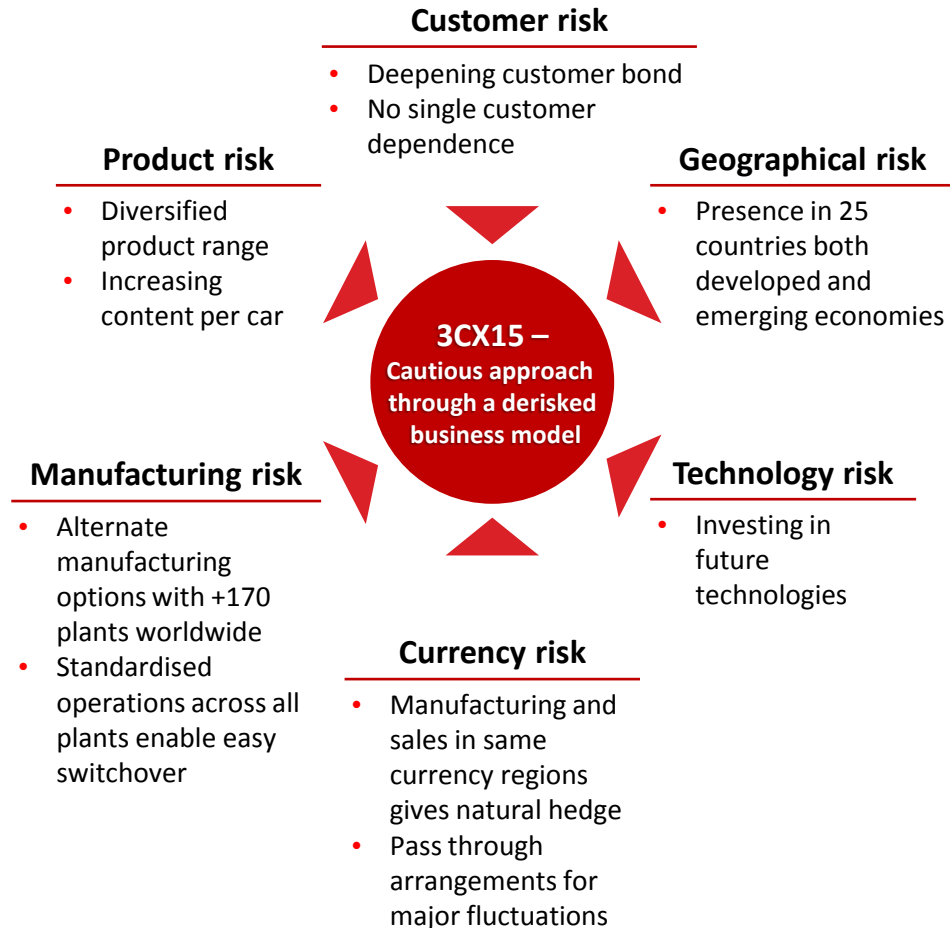 Customer risk
• Deepening customer bond
• No single customer
dependence
Product risk
• Diversified
product range
• Increasing
content per car
Geographical risk
• Presence in 25
countries both
developed and
emerging economies
3CX15 –
Cautious approach
through a derisked
business model
Manufacturing risk
• Alternate
manufacturing
options with +170
plants worldwide
• Standardised
operations across all
plants enable easy
switchover
Technology risk
• Investing in
future
technologies
Currency risk
• Manufacturing and
sales in same
currency regions
gives natural hedge
• Pass through
arrangements for
major fluctuations